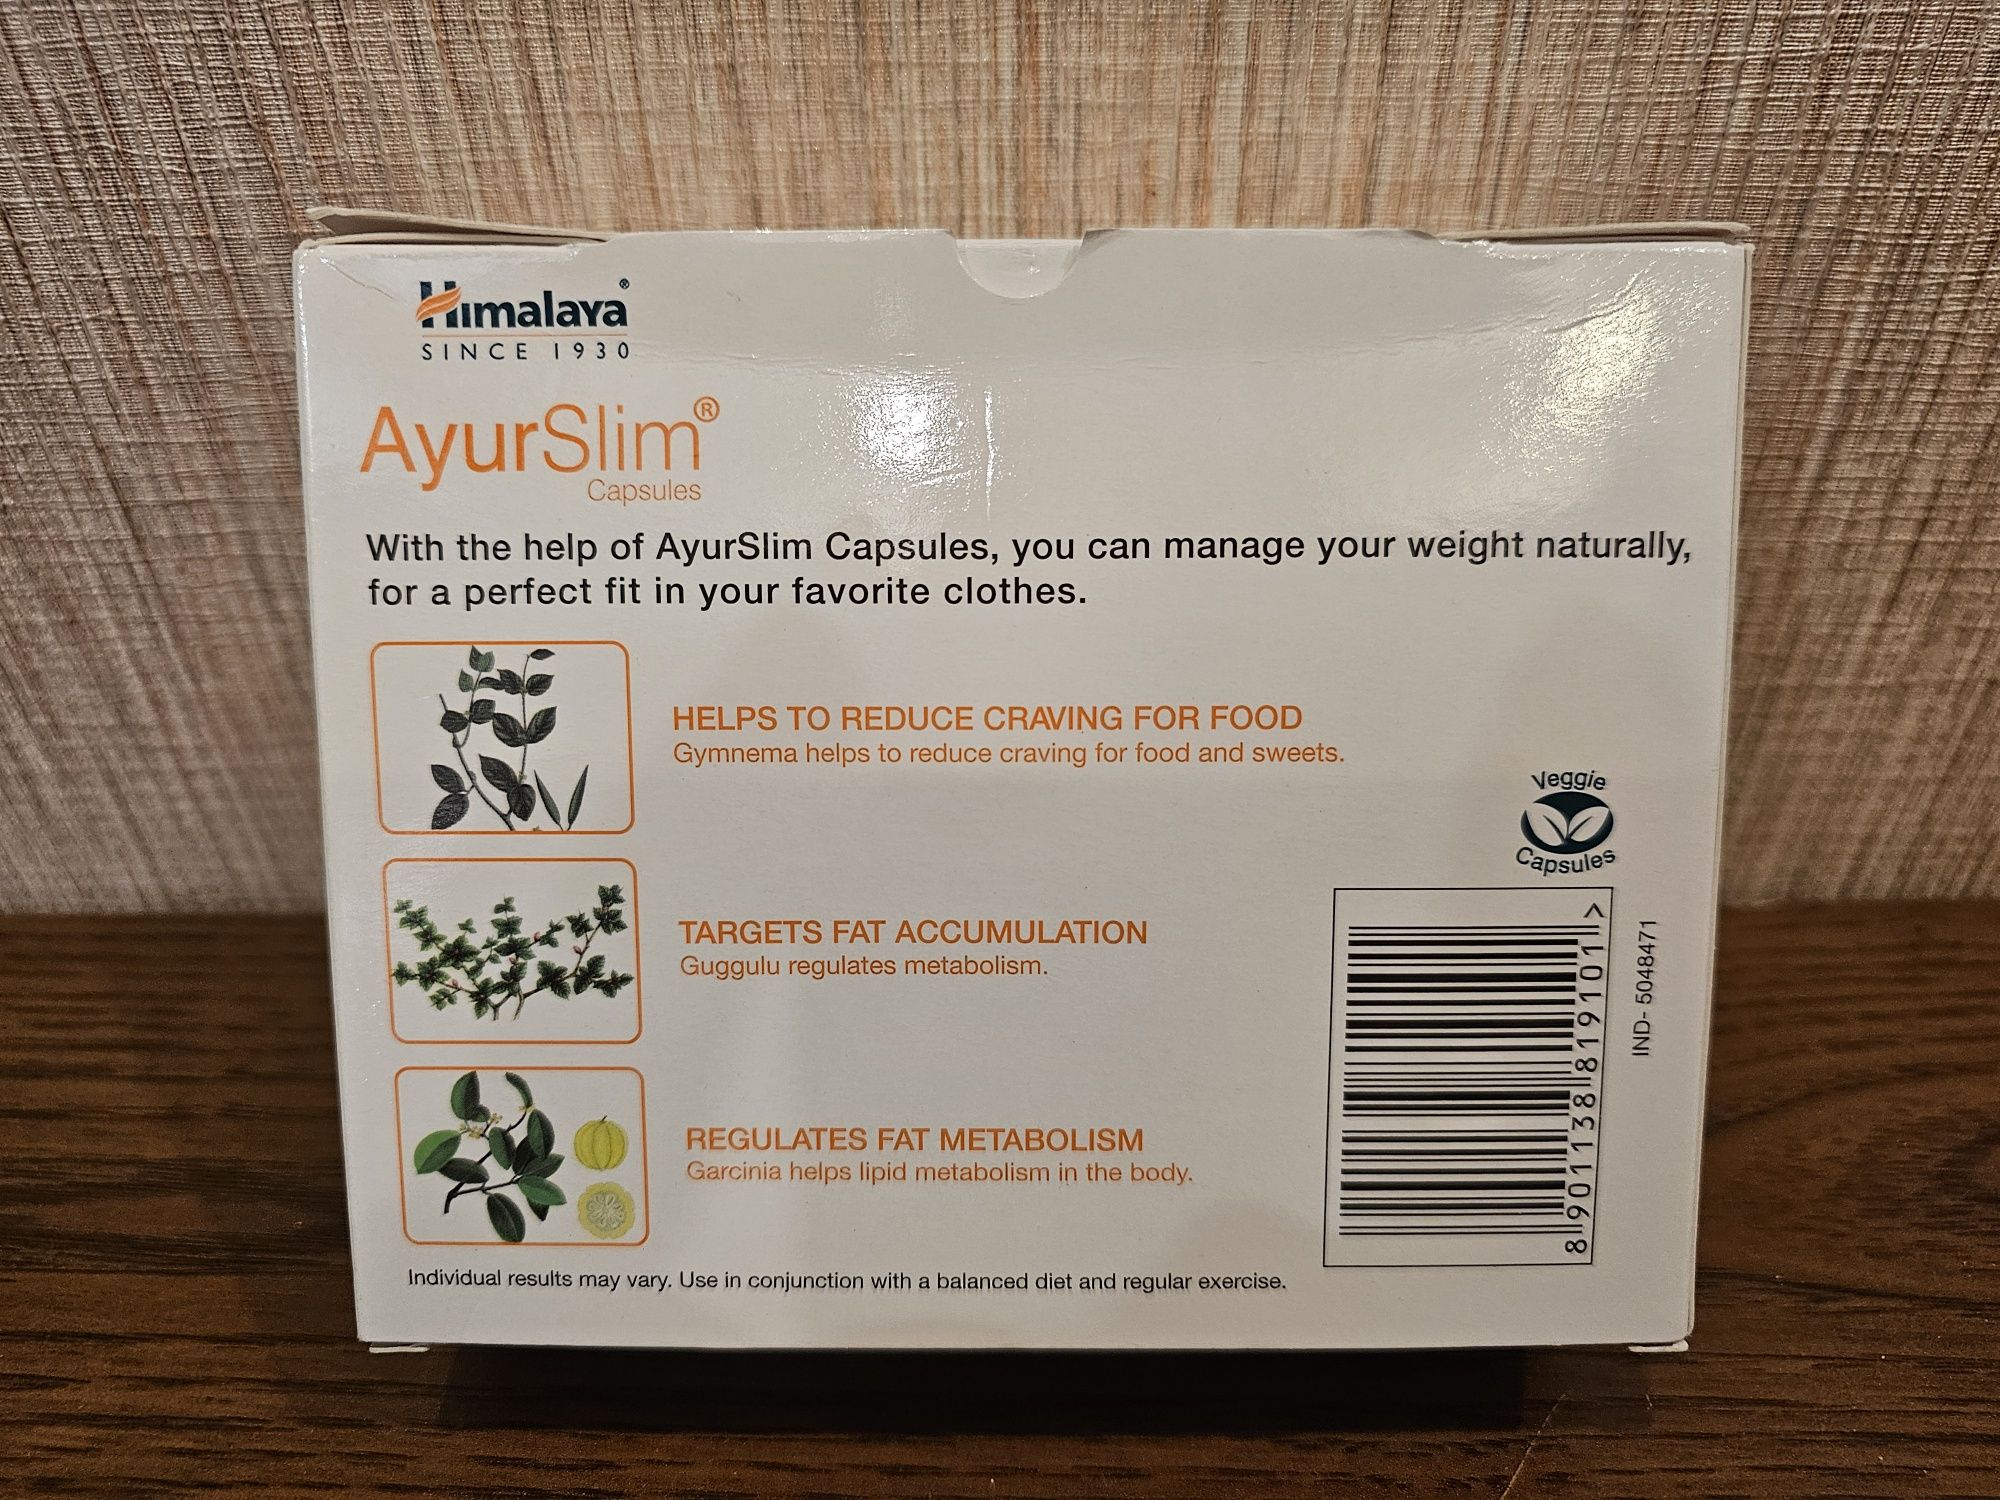 Himalaya®
SINCE 1930
AyurSlim®
Capsules
With the help of AyurSlim Capsules, you can manage your weight naturally,
for a perfect fit in your favorite clothes.
HELPS TO REDUCE CRAVING FOR FOOD
Gymnema helps to reduce craving for food and sweets.
TARGETS FAT ACCUMULATION
Guggulu regulates metabolism.
REGULATES FAT METABOLISM
Garcinia helps lipid metabolism in the body.
Individual results may vary. Use in conjunction with a balanced diet and regular exercise.
Veggie
Capsules
8 901138 819101 >
IND- 5048471